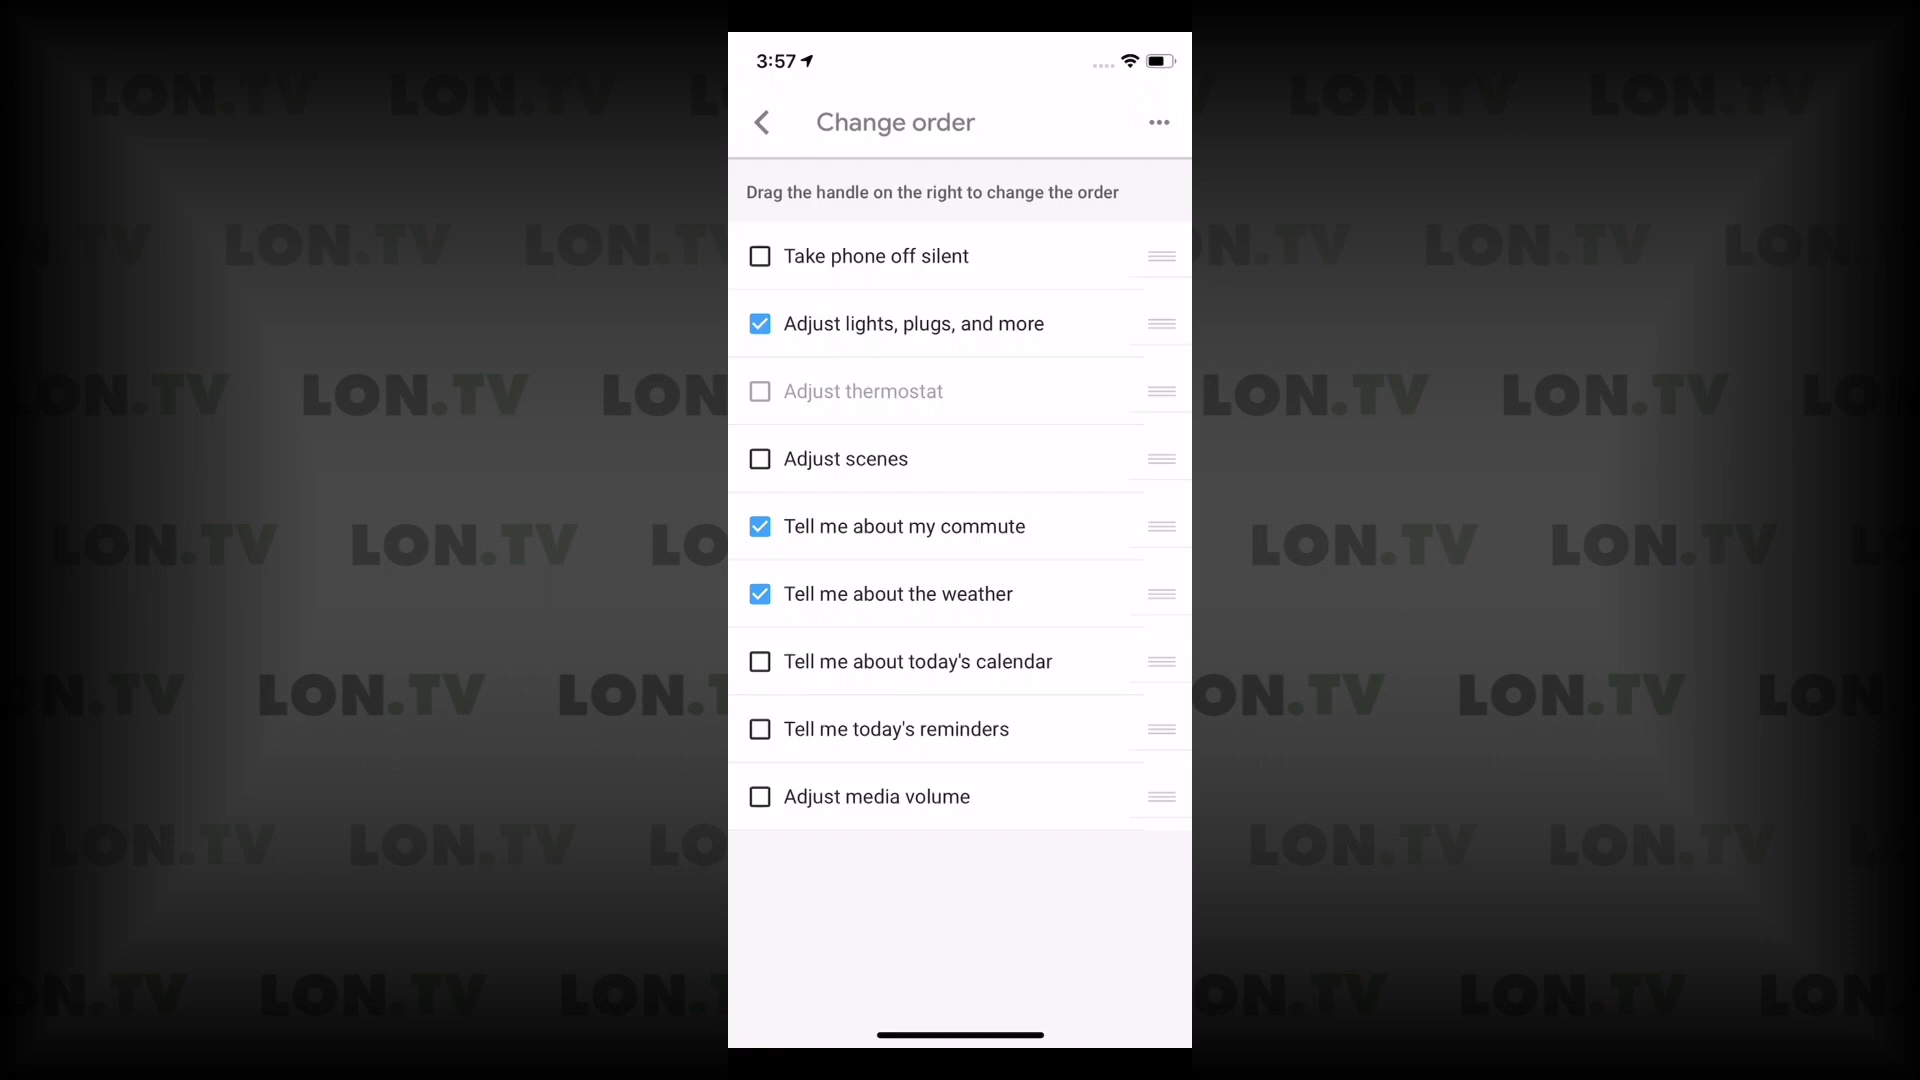 3:57
Change order
Drag the handle on the right to change the order
Take phone off silent
Adjust lights, plugs, and more
Adjust thermostat
Adjust scenes
Tell me about my commute
Tell me about the weather
Tell me about today's calendar
Tell me today's reminders
Adjust media volume
LON.TV